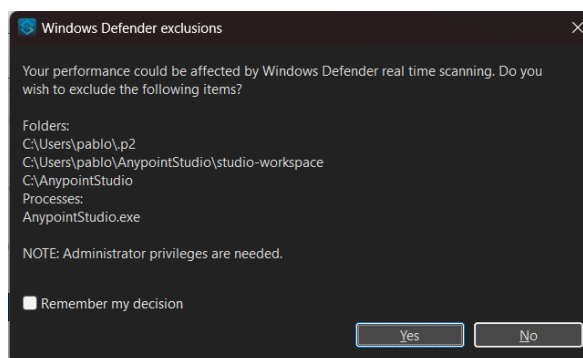 Windows Defender exclusions
Your performance could be affected by Windows Defender real time scanning. Do you
wish to exclude the following items?
Folders:
C:\Users\pablo\.p2
C:\Users\pablo\AnypointStudio\studio-workspace
C:\AnypointStudio
Processes:
AnypointStudio.exe
NOTE: Administrator privileges are needed.
Remember my decision
Yes No